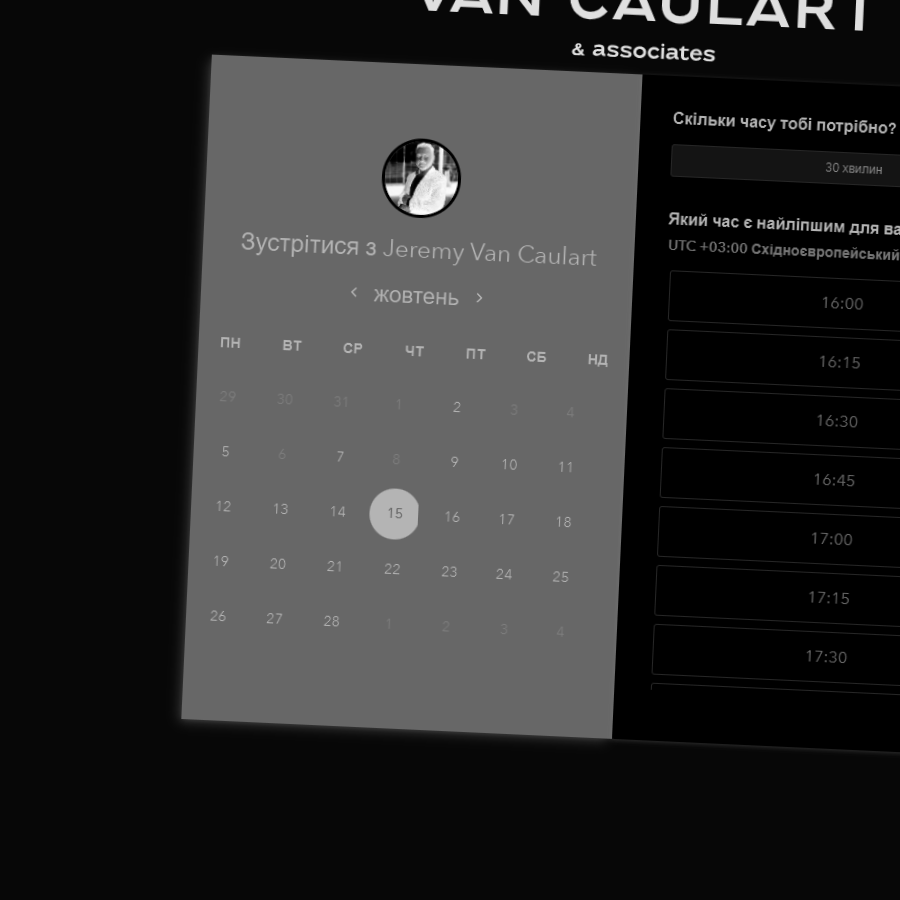 VAN CAULART
& associates
Зустрітися з Jeremy Van Caulart
жовтень
ПН ВТ СР ЧТ ПТ СБ НД
29 30 31 1 2 3 4
5 6 7 8 9 10 11
12 13 14 15 16 17 18
19 20 21 22 23 24 25
26 27 28 1 2 3 4
Скільки часу тобі потрібно?
30 хвилин
Який час є найліпшим для
UTC +03:00 Східноєвропейський
16:00
16:15
16:30
16:45
17:00
17:15
17:30